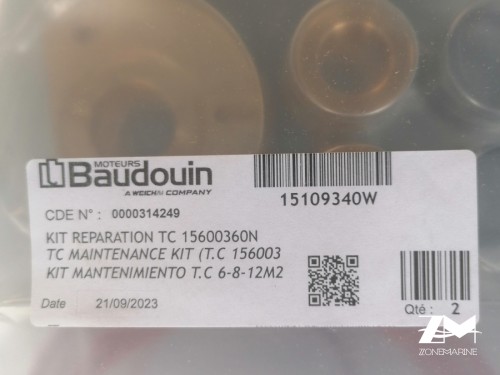 MOTEURS
Baudouin
A WEICHAI COMPANY
15109340W
CDE N° : 0000314249
KIT REPARATION TC 15600360N
TC MAINTENANCE KIT (T.C 156003
KIT MANTENIMIENTO T.C 6-8-12M2
Date 21/09/2023
Qté : 2
ZM
ZONEMARINE